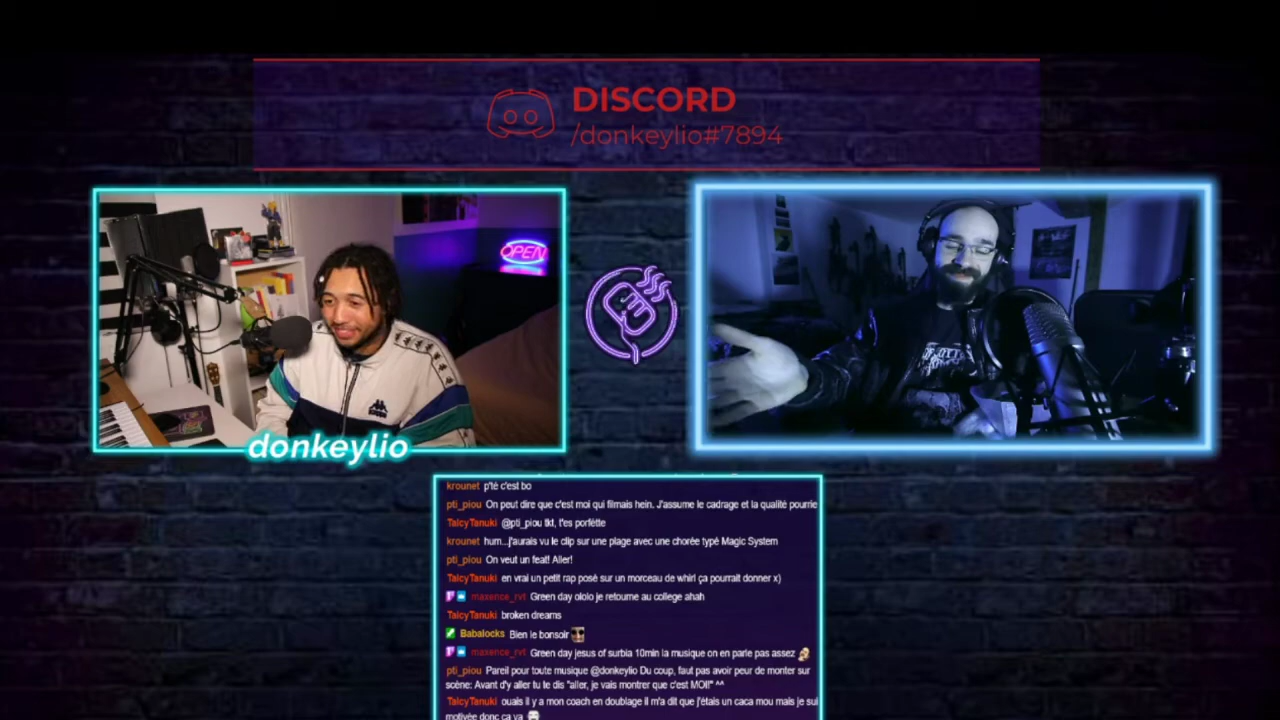 DISCORD
/donkeylio#7894
OPEN
Kappa
donkeylio
krounet p'té c'est bo
pti_piou On peut dire que c'est moi qui filmais hein. J'assume le cadrage et la qualité pourrie
TalcyTanuki @pti_piou tkt, t'es porfétte
krounet hum...j'aurais vu le clip sur une plage avec une chorée typé Magic System
pti_piou On veut un feat! Aller!
TalcyTanuki en vrai un petit rap posé sur un morceau de whirl ça pourrait donner x)
maxence_rvt Green day ololo je retourne au college ahah
TalcyTanuki broken dreams
Babalocks Bien le bonsoir
maxence_rvt Green day jesus of surbia 10min la musique on en parle pas assez
pti_piou Pareil pour toute musique @donkeylio Du coup, faut pas avoir peur de monter sur
scène: Avant d'y aller tu te dis "aller, je vais montrer que c'est MOI!" ^^
TalcyTanuki ouais il y a mon coach en doublage il m'a dit que j'étais un caca mou mais je sui
motivée donc ça va